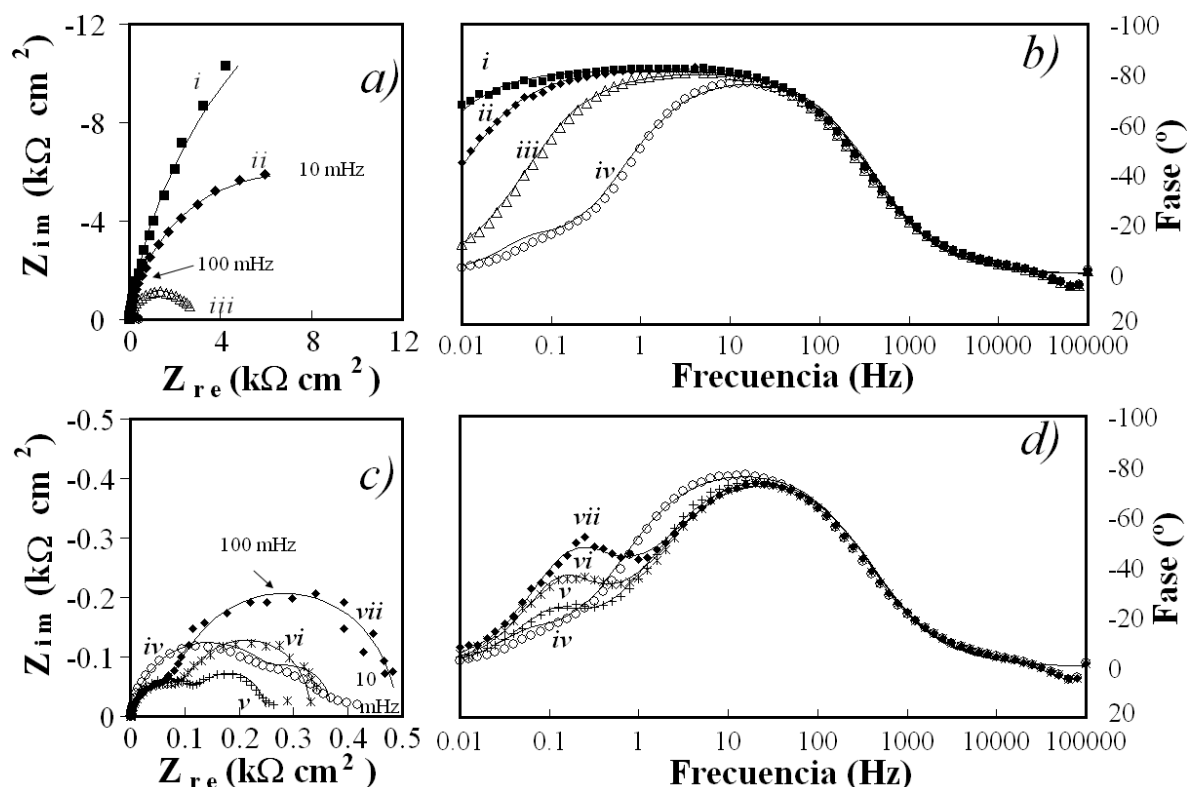 a)
-12
-8
-4
0
Z im (kΩ cm 2)
i
ii
10 mHz
100 mHz
iii
0 4 8 12
Z re (kΩ cm 2)
b)
i
ii
iii
iv
-100
-80
-60
-40
-20
0
20
Fase (º)
0.01 0.1 1 10 100 1000 10000 100000
Frecuencia (Hz)
c)
-0.5
-0.4
-0.3
-0.2
-0.1
0
Z im (kΩ cm 2)
100 mHz
iv
vii
vi
v
10
mHz
0 0.1 0.2 0.3 0.4 0.5
Z re (kΩ cm 2)
d)
vii
vi
v
iv
-100
-80
-60
-40
-20
0
20
Fase (º)
0.01 0.1 1 10 100 1000 10000 100000
Frecuencia (Hz)